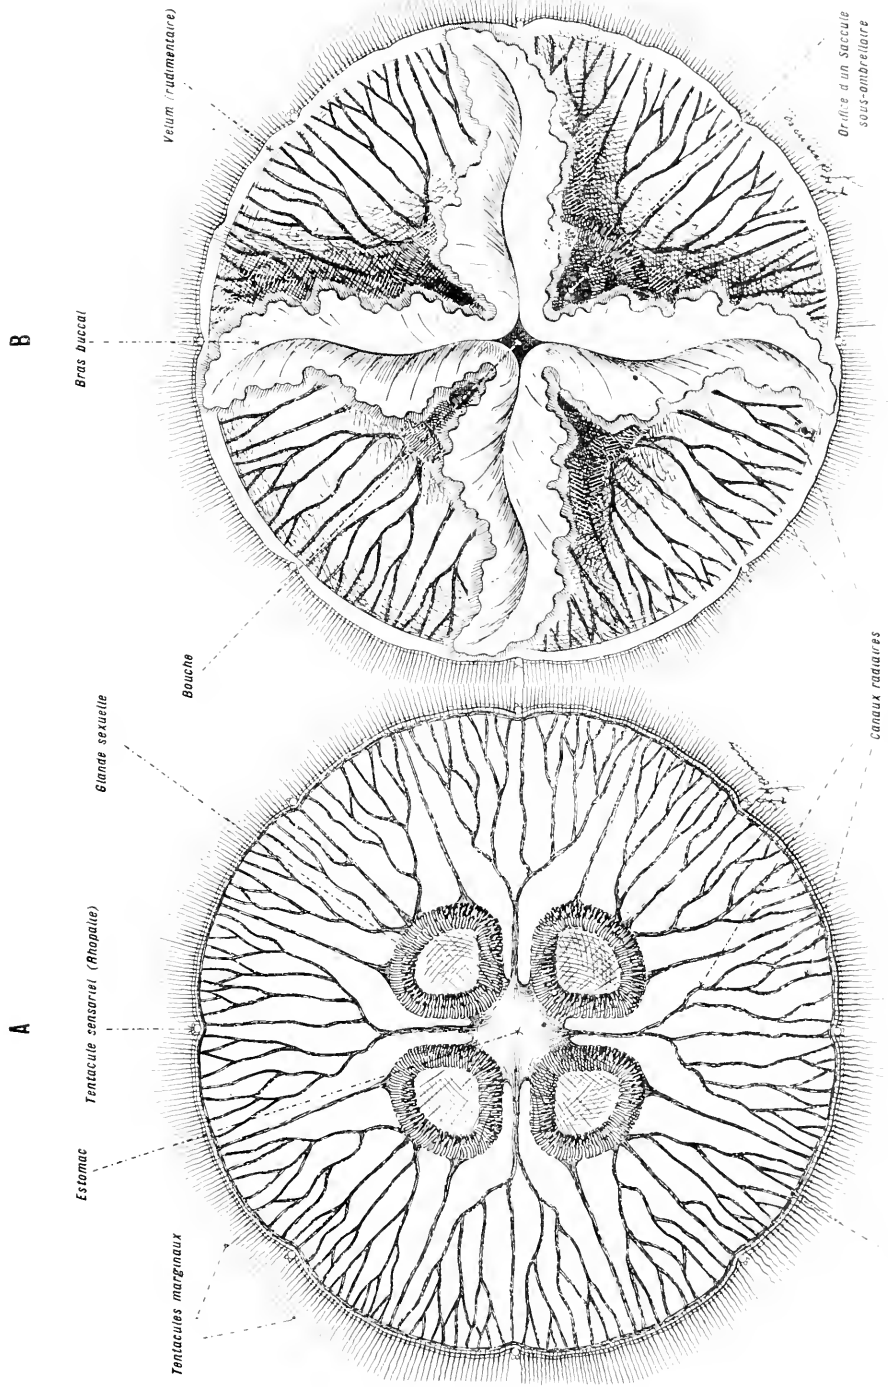 A
B
Tentacules marginaux
Estomac
Tentacule sensoriel (Rhopalie)
Glande sexuelle
Bouche
Bras buccal
Velum (rudimentaire)
Canaux radiaires
Orifice d'un Saccule
sous-ombrellaire